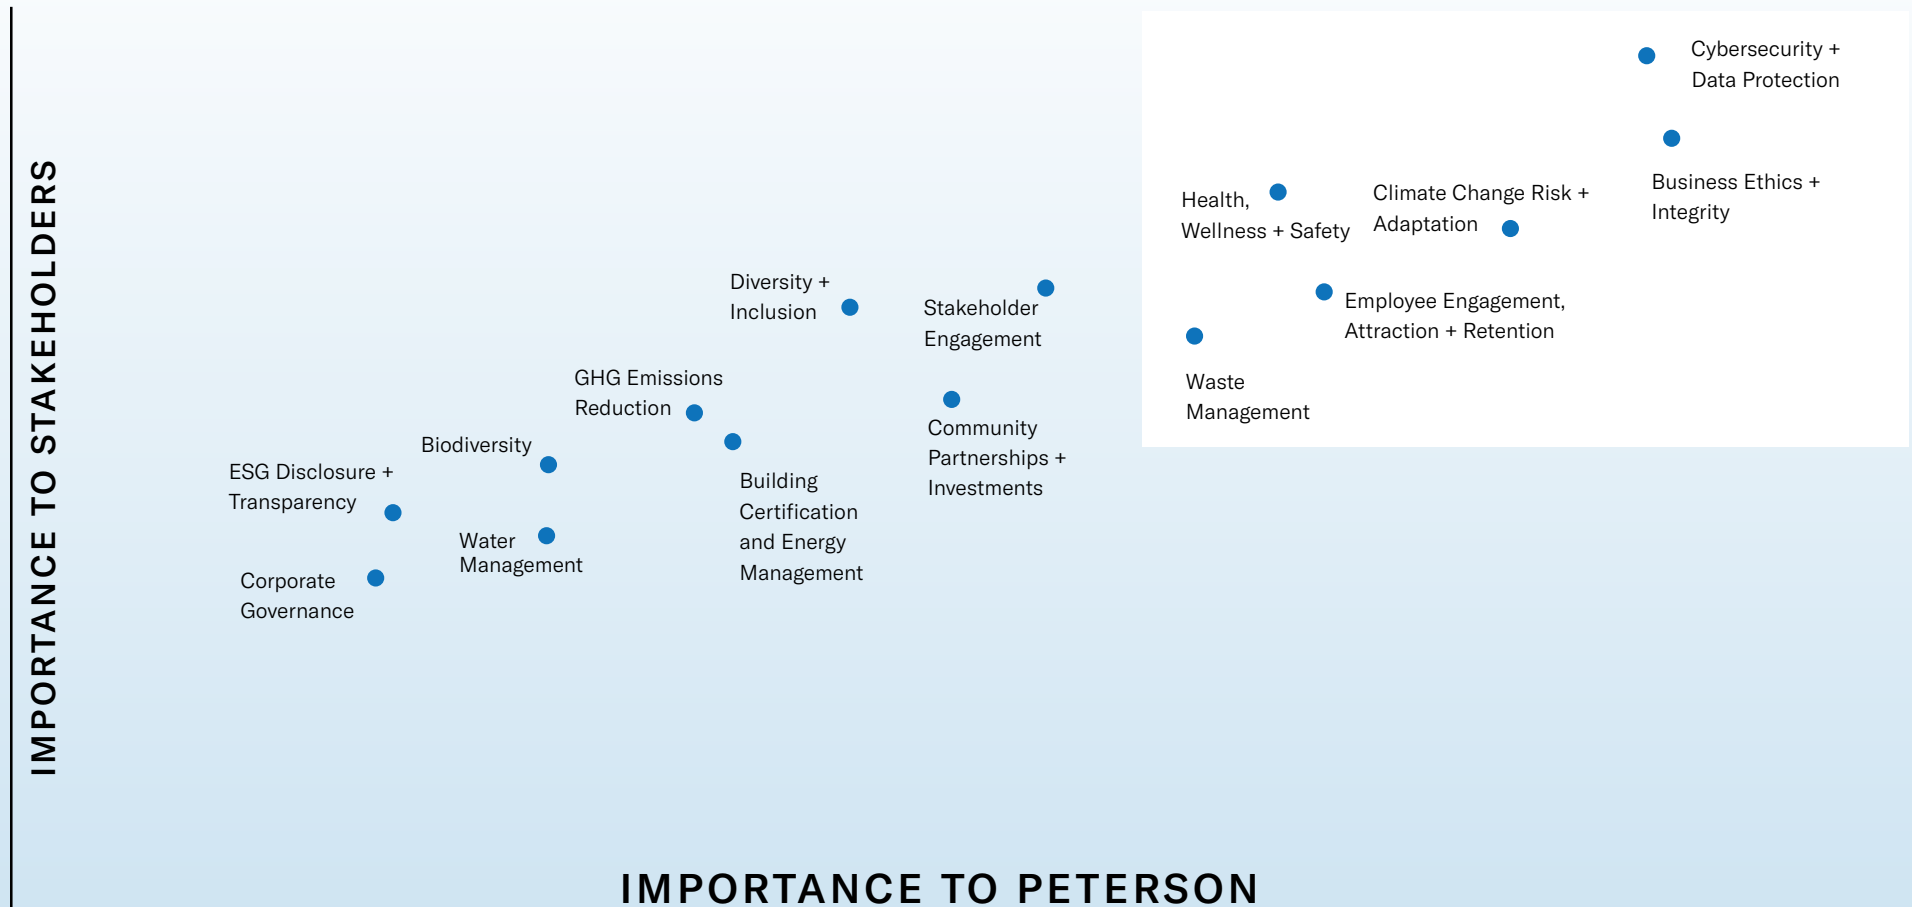 IMPORTANCE TO STAKEHOLDERS
Cybersecurity +
Data Protection
Business Ethics +
Integrity
Health,
Wellness + Safety
Climate Change Risk +
Adaptation
Employee Engagement,
Attraction + Retention
Waste
Management
Diversity +
Inclusion
Stakeholder
Engagement
GHG Emissions
Reduction
Community
Partnerships +
Investments
Biodiversity
Building
Certification
and Energy
Management
ESG Disclosure +
Transparency
Water
Management
Corporate
Governance
IMPORTANCE TO PETERSON